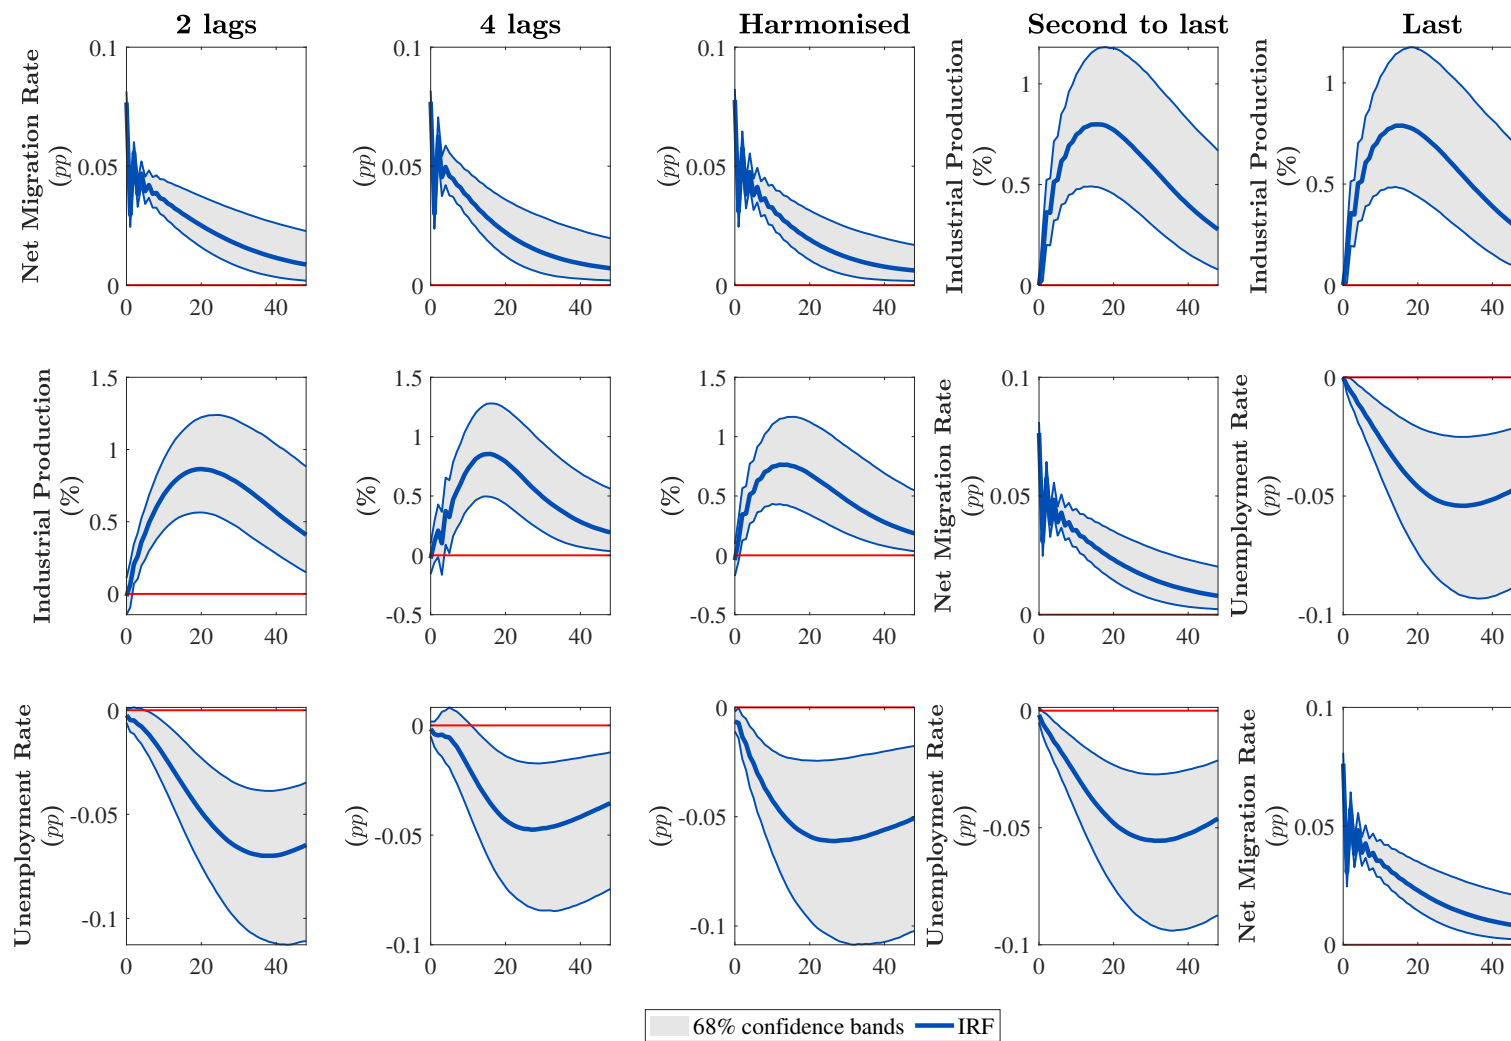 2 lags
4 lags
Harmonised
Second to last
Last
Net Migration Rate
(pp)
0.1
0.05
0
0 20 40
(pp)
0.1
0.05
0
0 20 40
(pp)
0.1
0.05
0
0 20 40
Industrial Production
(%)
1
0.5
0
0 20 40
Industrial Production
(%)
1
0.5
0
0 20 40
Industrial Production
(%)
1.5
1
0.5
0
0 20 40
(%)
1.5
1
0.5
0
-0.5
0 20 40
(%)
1.5
1
0.5
0
-0.5
0 20 40
Net Migration Rate
(pp)
0.1
0.05
0
0 20 40
Unemployment Rate
(pp)
0
-0.05
-0.1
0 20 40
Unemployment Rate
(pp)
0
-0.05
-0.1
0 20 40
(pp)
0
-0.05
-0.1
0 20 40
(pp)
0
-0.05
-0.1
0 20 40
Unemployment Rate
(pp)
0
-0.05
-0.1
0 20 40
Net Migration Rate
(pp)
0.1
0.05
0
0 20 40
68% confidence bands IRF